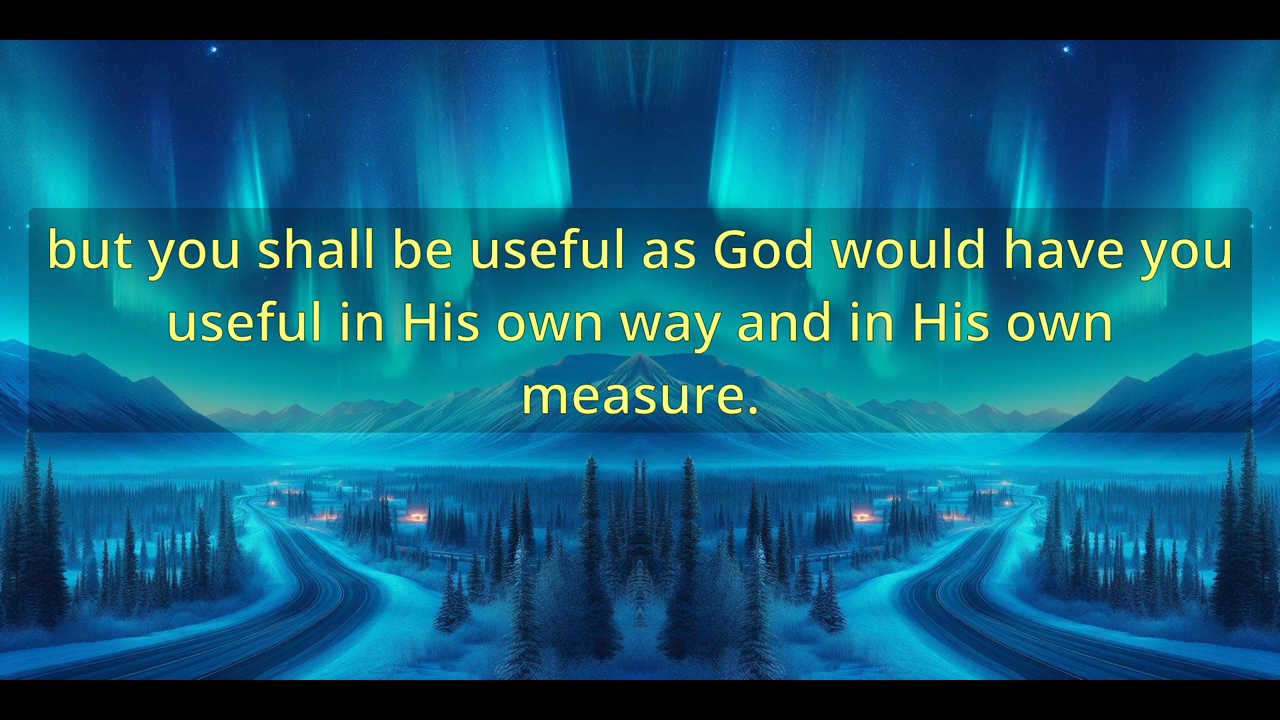 but you shall be useful as God would have you
useful in His own way and in His own
measure.